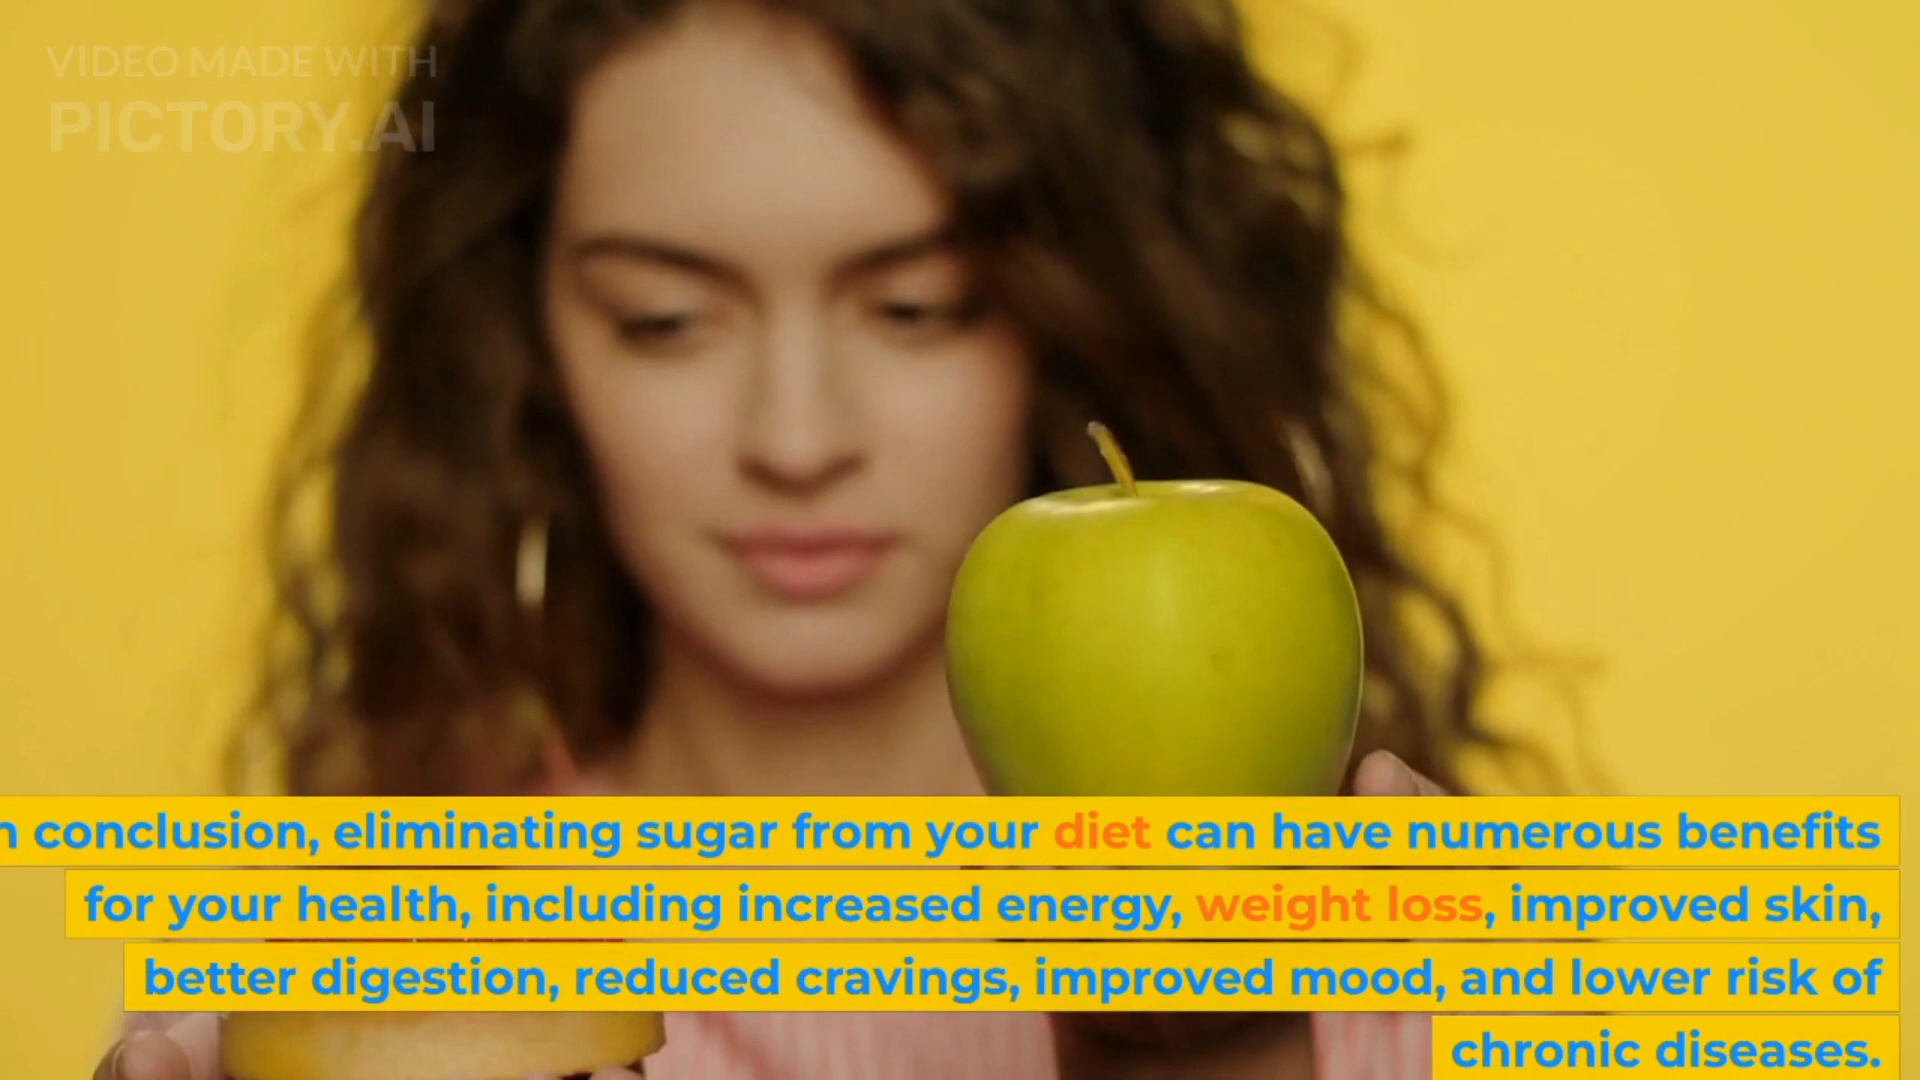 VIDEO MADE WITH
PICTORY.AI
n conclusion, eliminating sugar from your diet can have numerous benefits
for your health, including increased energy, weight loss, improved skin,
better digestion, reduced cravings, improved mood, and lower risk of
chronic diseases.